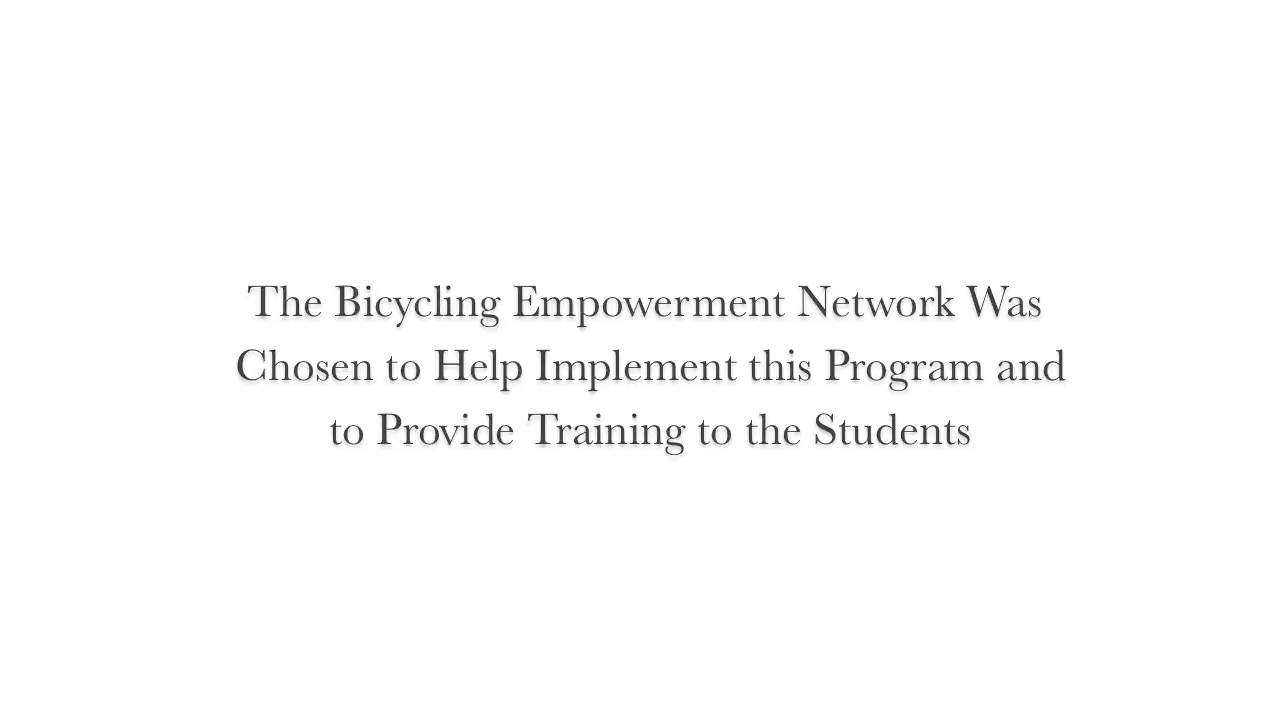 The Bicycling Empowerment Network Was
Chosen to Help Implement this Program and
to Provide Training to the Students